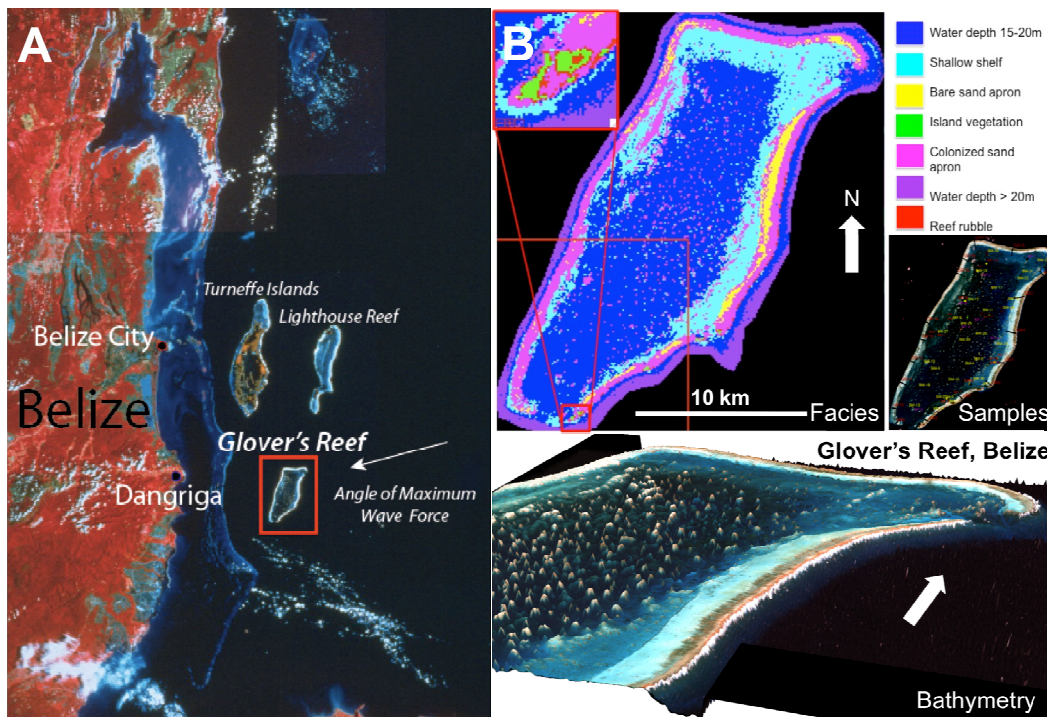 A
Turneffe Islands
Lighthouse Reef
Belize City
Belize
Glover's Reef
Dangriga
Angle of Maximum
Wave Force
B
Water depth 15-20m
Shallow shelf
Bare sand apron
Island vegetation
Colonized sand
apron
Water depth > 20m
Reef rubble
N
10 km
Facies
Samples
Glover's Reef, Belize
Bathymetry